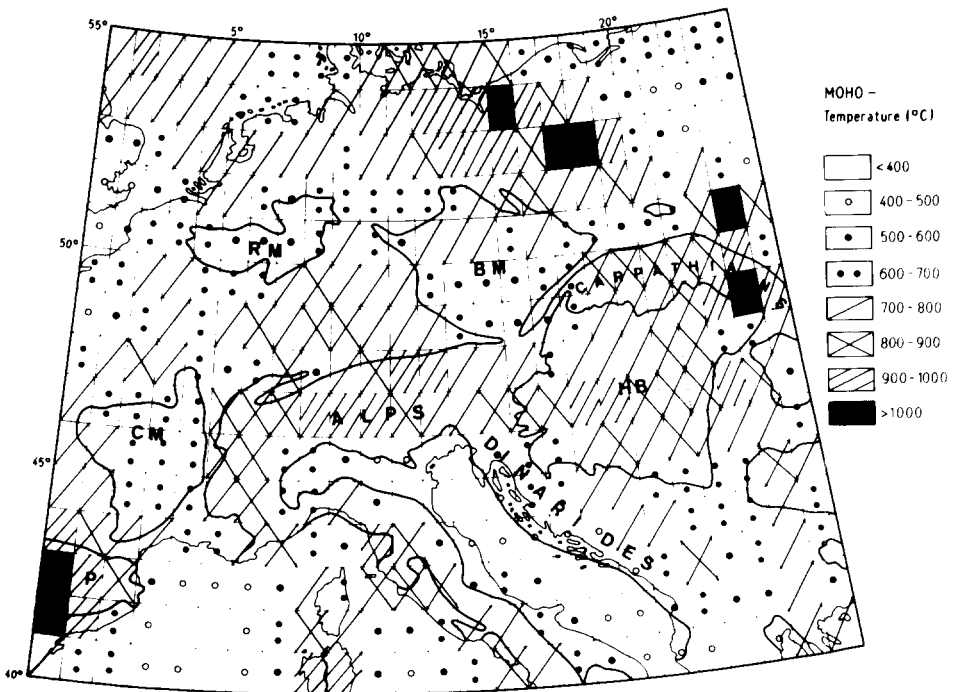 55°
5°
10°
15°
20°
MOHO –
Temperature (°C)
<400
400-500
500-600
600-700
700-800
800-900
900-1000
>1000
50°
RM
BM
CARPATHIANS
HB
ALPS
CM
45°
DINARDES
P
40°